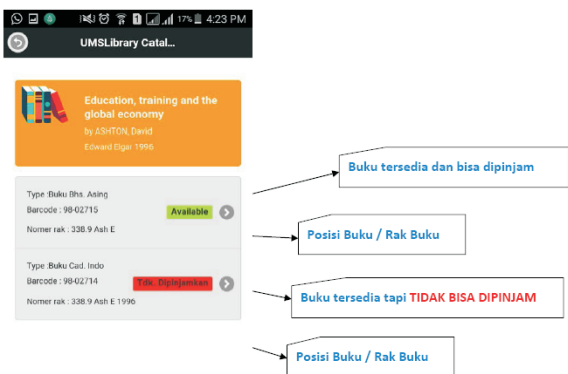 17% 4:23 PM
UMSLibrary Catal...
Education, training and the
global economy
by ASHTON, David
Edward Elgar 1996
Type :Buku Bhs. Asing
Barcode : 98-02715
Available
Nomer rak : 338.9 Ash E
Type :Buku Cad. Indo
Barcode : 98-02714
Tdk. Dipinjamkan
Nomer rak : 338.9 Ash E 1996
Buku tersedia dan bisa dipinjam
Posisi Buku / Rak Buku
Buku tersedia tapi TIDAK BISA DIPINJAM
Posisi Buku / Rak Buku